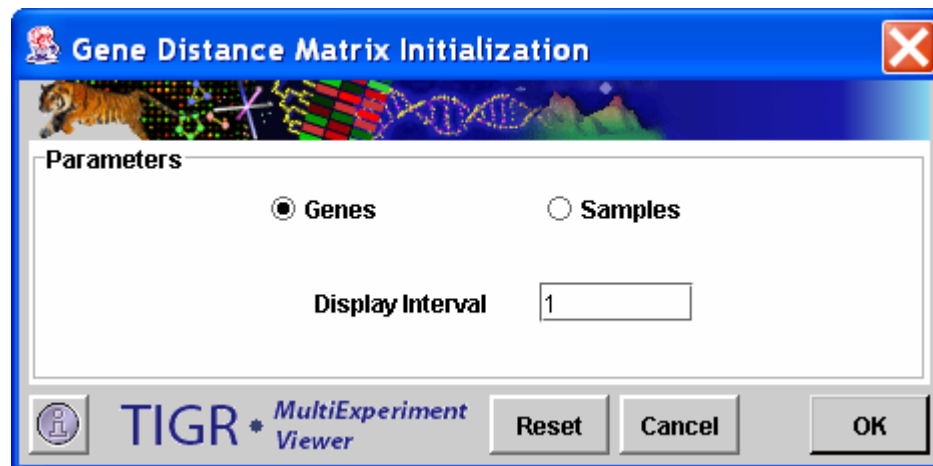 Gene Distance Matrix Initialization
Parameters
Genes Samples
Display Interval 1
TIGR MultiExperiment
Viewer
Reset Cancel OK